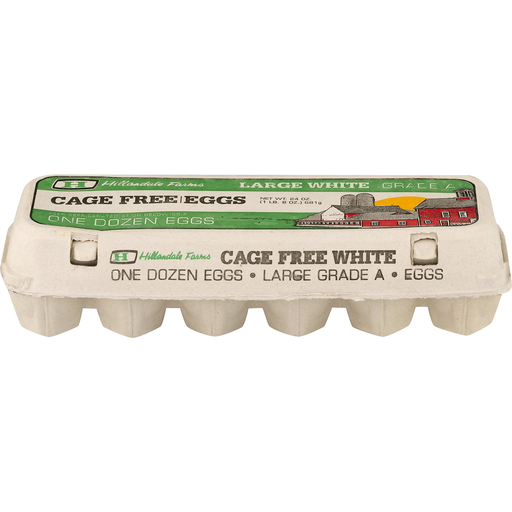 H Hillandale Farms LARGE WHITE GRADE A
CAGE FREE EGGS NET WT. 24 OZ.
(1 LB. 8 OZ.) 681g
ONE DOZEN EGGS
H Hillandale Farms CAGE FREE WHITE
ONE DOZEN EGGS • LARGE GRADE A • EGGS